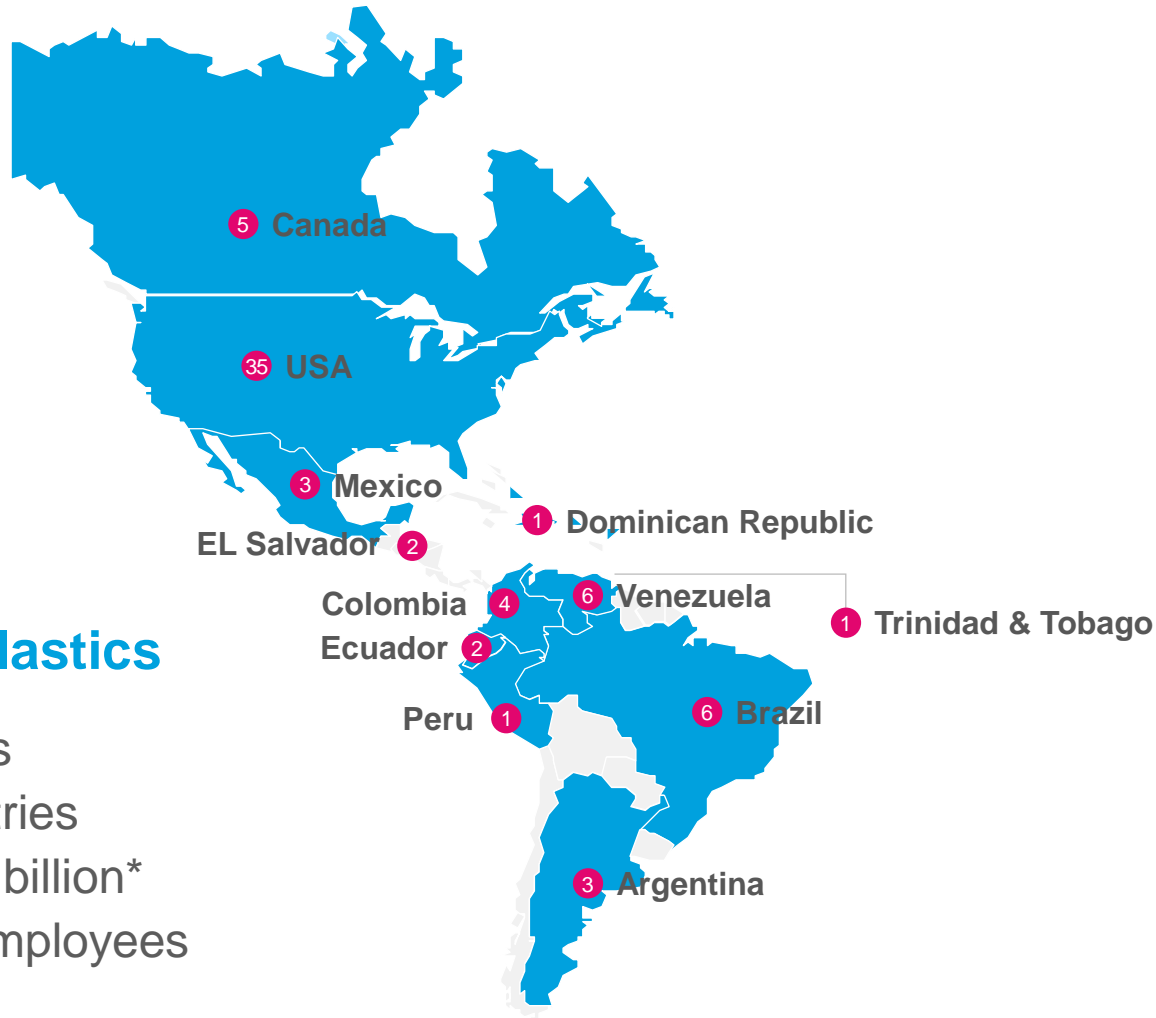 5 Canada
35 USA
3 Mexico
1 Dominican Republic
EL Salvador 2
Colombia 4
6 Venezuela
1 Trinidad & Tobago
Ecuador 2
lastics
Peru 1
6 Brazil
s
tries
billion*
3 Argentina
mployees